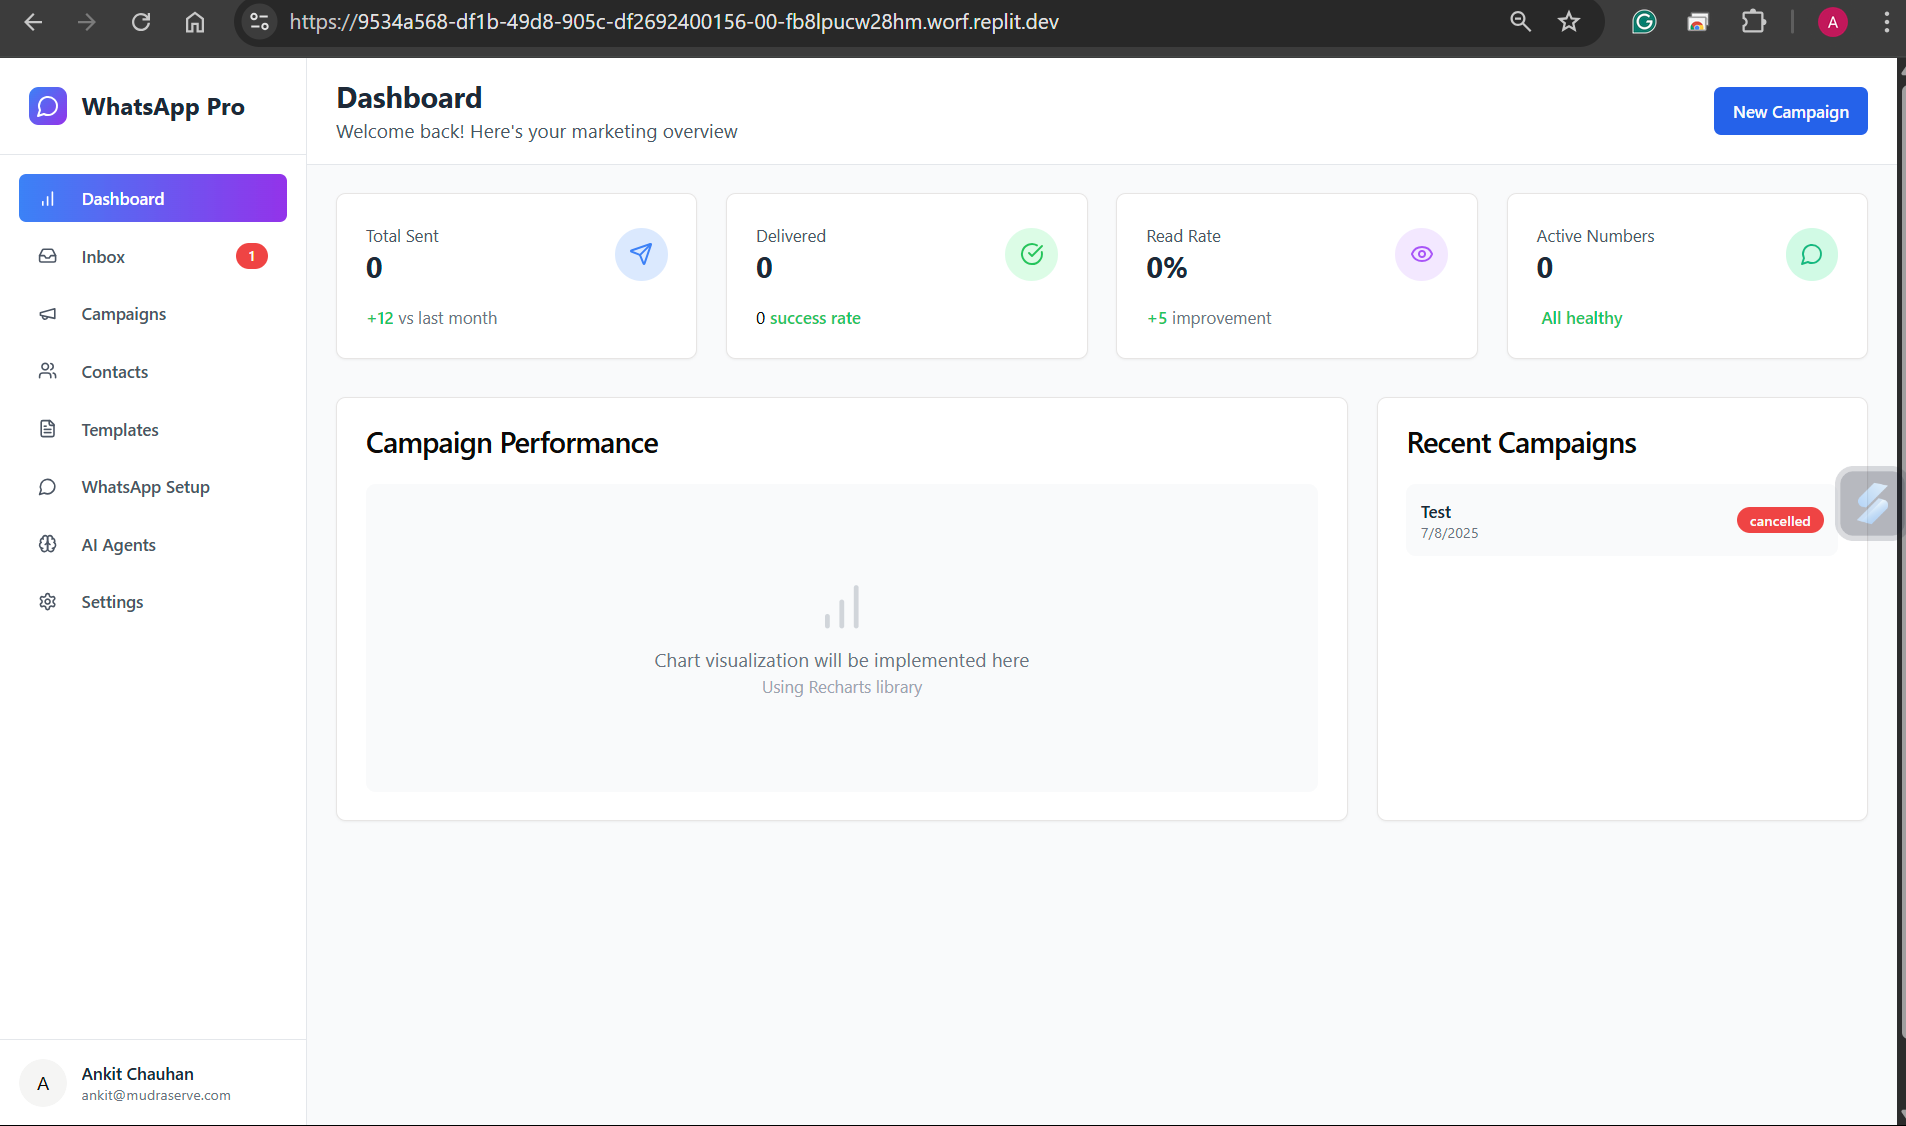 https://9534a568-df1b-49d8-905c-df2692400156-00-fb8lpucw28hm.worf.replit.dev
A
WhatsApp Pro
Dashboard
Inbox
1
Campaigns
Contacts
Templates
WhatsApp Setup
AI Agents
Settings
A
Ankit Chauhan
ankit@mudraserve.com
Dashboard
Welcome back! Here's your marketing overview
New Campaign
Total Sent
0
+12 vs last month
Delivered
0
0 success rate
Read Rate
0%
+5 improvement
Active Numbers
0
All healthy
Campaign Performance
Chart visualization will be implemented here
Using Recharts library
Recent Campaigns
Test
7/8/2025
cancelled